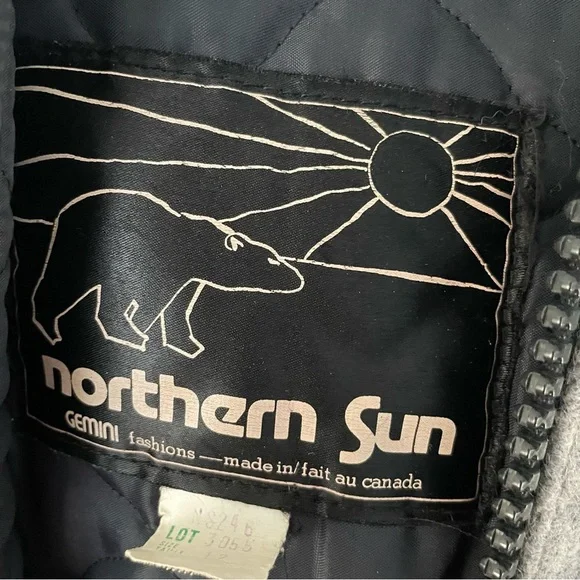 northern Sun
GEMINI fashions — made in/fait au canada
LOT